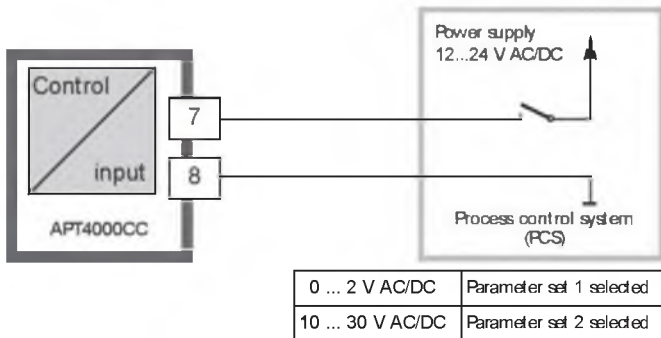 Control
input
APT4000CC
7
8
Power supply
12...24 V AC/DC
Process control system
(PCS)
0 ... 2 V AC/DC Parameter set 1 selected
10 ... 30 V AC/DC Parameter set 2 selected